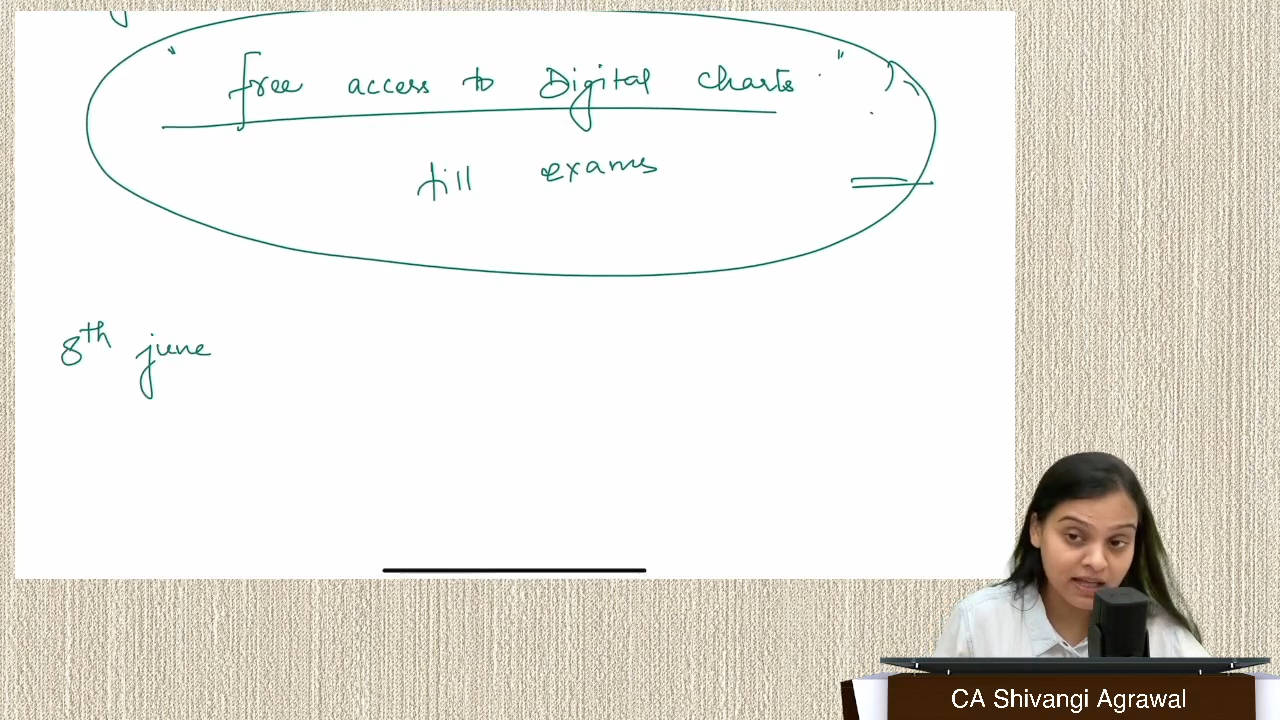 " free access to Digital charts . "
till exams
8th june
CA Shivangi Agrawal